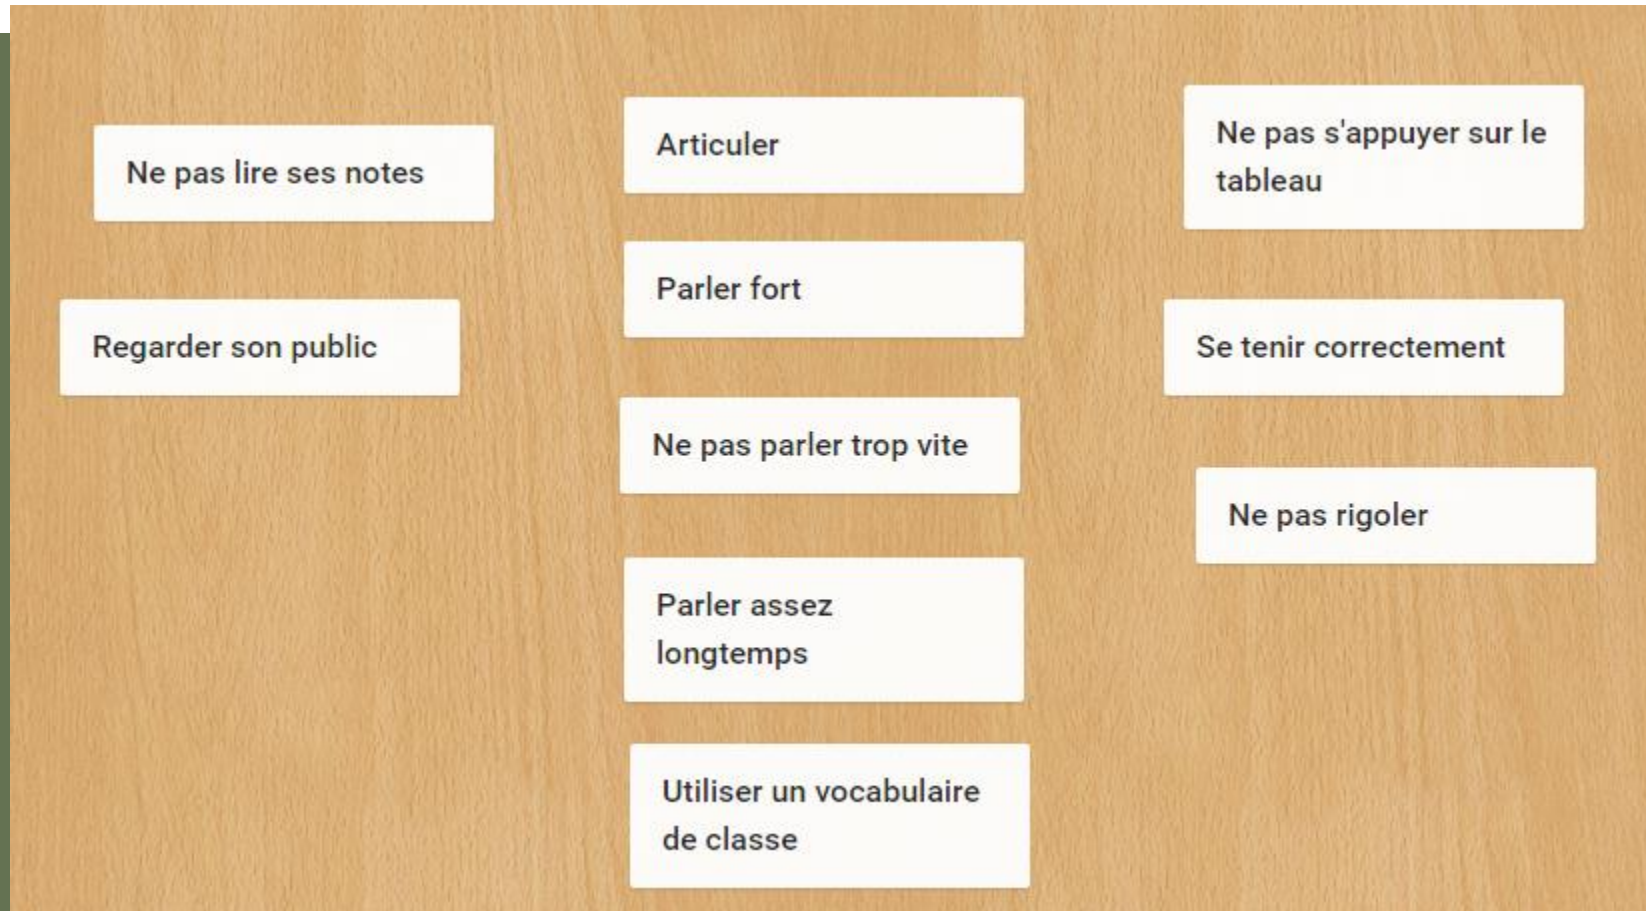 Ne pas lire ses notes
Regarder son public
Articuler
Parler fort
Ne pas parler trop vite
Parler assez
longtemps
Utiliser un vocabulaire
de classe
Ne pas s'appuyer sur le
tableau
Se tenir correctement
Ne pas rigoler